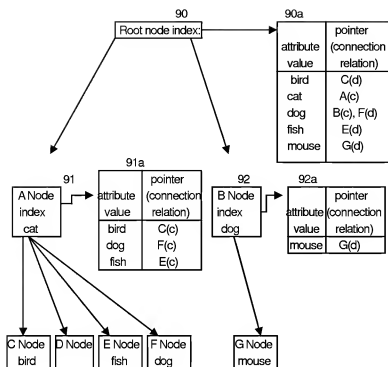 90
Root node index:
90a
attribute value
pointer (connection relation)
bird C(d)
cat A(c)
dog B(c), F(d)
fish E(d)
mouse G(d)
91
A Node
index
cat
91a
attribute value
pointer (connection relation)
bird C(c)
dog F(c)
fish E(c)
92
B Node
index
dog
92a
attribute value
pointer (connection relation)
mouse G(d)
C Node
bird
D Node
E Node
fish
F Node
dog
G Node
mouse